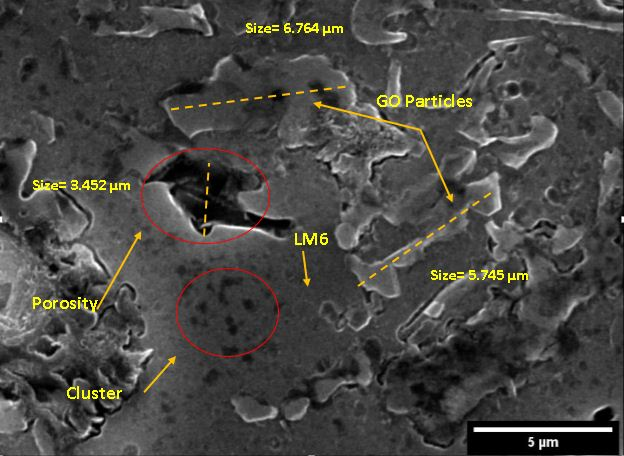 Size= 6.764 µm
GO Particles
Size= 3.452 µm
LM6
Size= 5.745 µm
Porosity
Cluster
5 µm